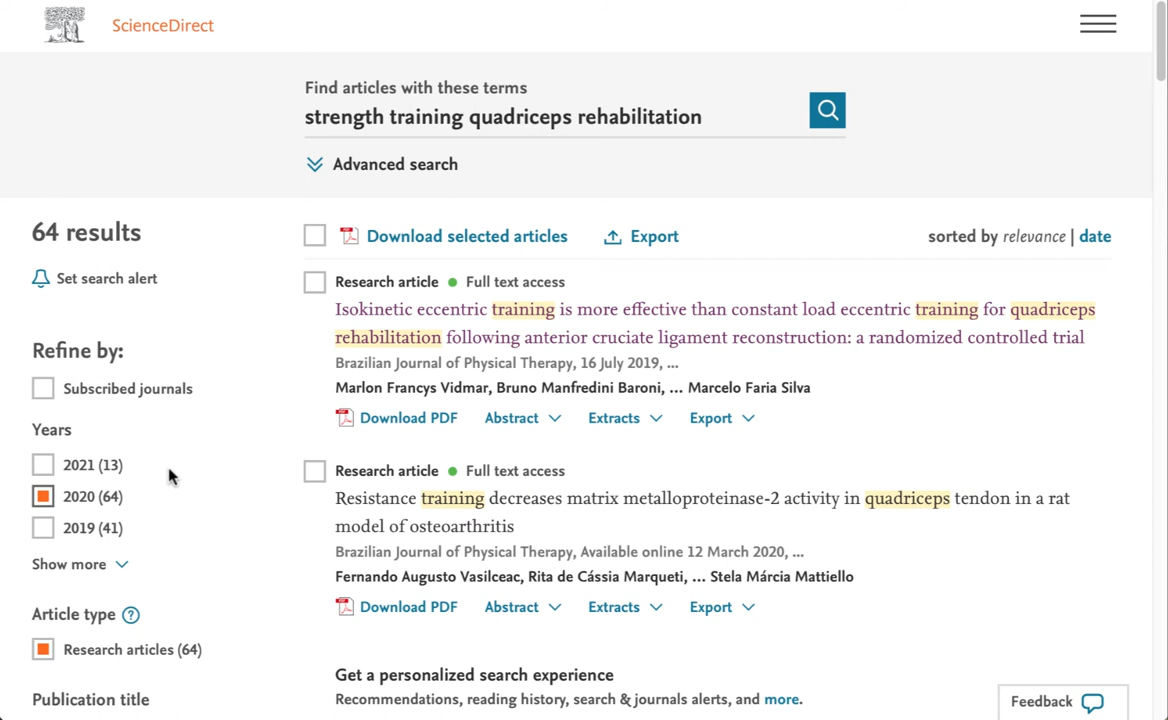 ScienceDirect
Find articles with these terms
strength training quadriceps rehabilitation
Advanced search
64 results
Set search alert
Refine by:
Subscribed journals
Years
2021 (13)
2020 (64)
2019 (41)
Show more
Article type ?
Research articles (64)
Publication title
Download selected articles Export sorted by relevance | date
Research article Full text access
Isokinetic eccentric training is more effective than constant load eccentric training for quadriceps
rehabilitation following anterior cruciate ligament reconstruction: a randomized controlled trial
Brazilian Journal of Physical Therapy, 16 July 2019, ...
Marlon Francys Vidmar, Bruno Manfredini Baroni, ... Marcelo Faria Silva
Download PDF Abstract Extracts Export
Research article Full text access
Resistance training decreases matrix metalloproteinase-2 activity in quadriceps tendon in a rat
model of osteoarthritis
Brazilian Journal of Physical Therapy, Available online 12 March 2020, ...
Fernando Augusto Vasilceac, Rita de Cássia Marqueti, ... Stela Márcia Mattiello
Download PDF Abstract Extracts Export
Get a personalized search experience
Recommendations, reading history, search & journals alerts, and more.
Feedback